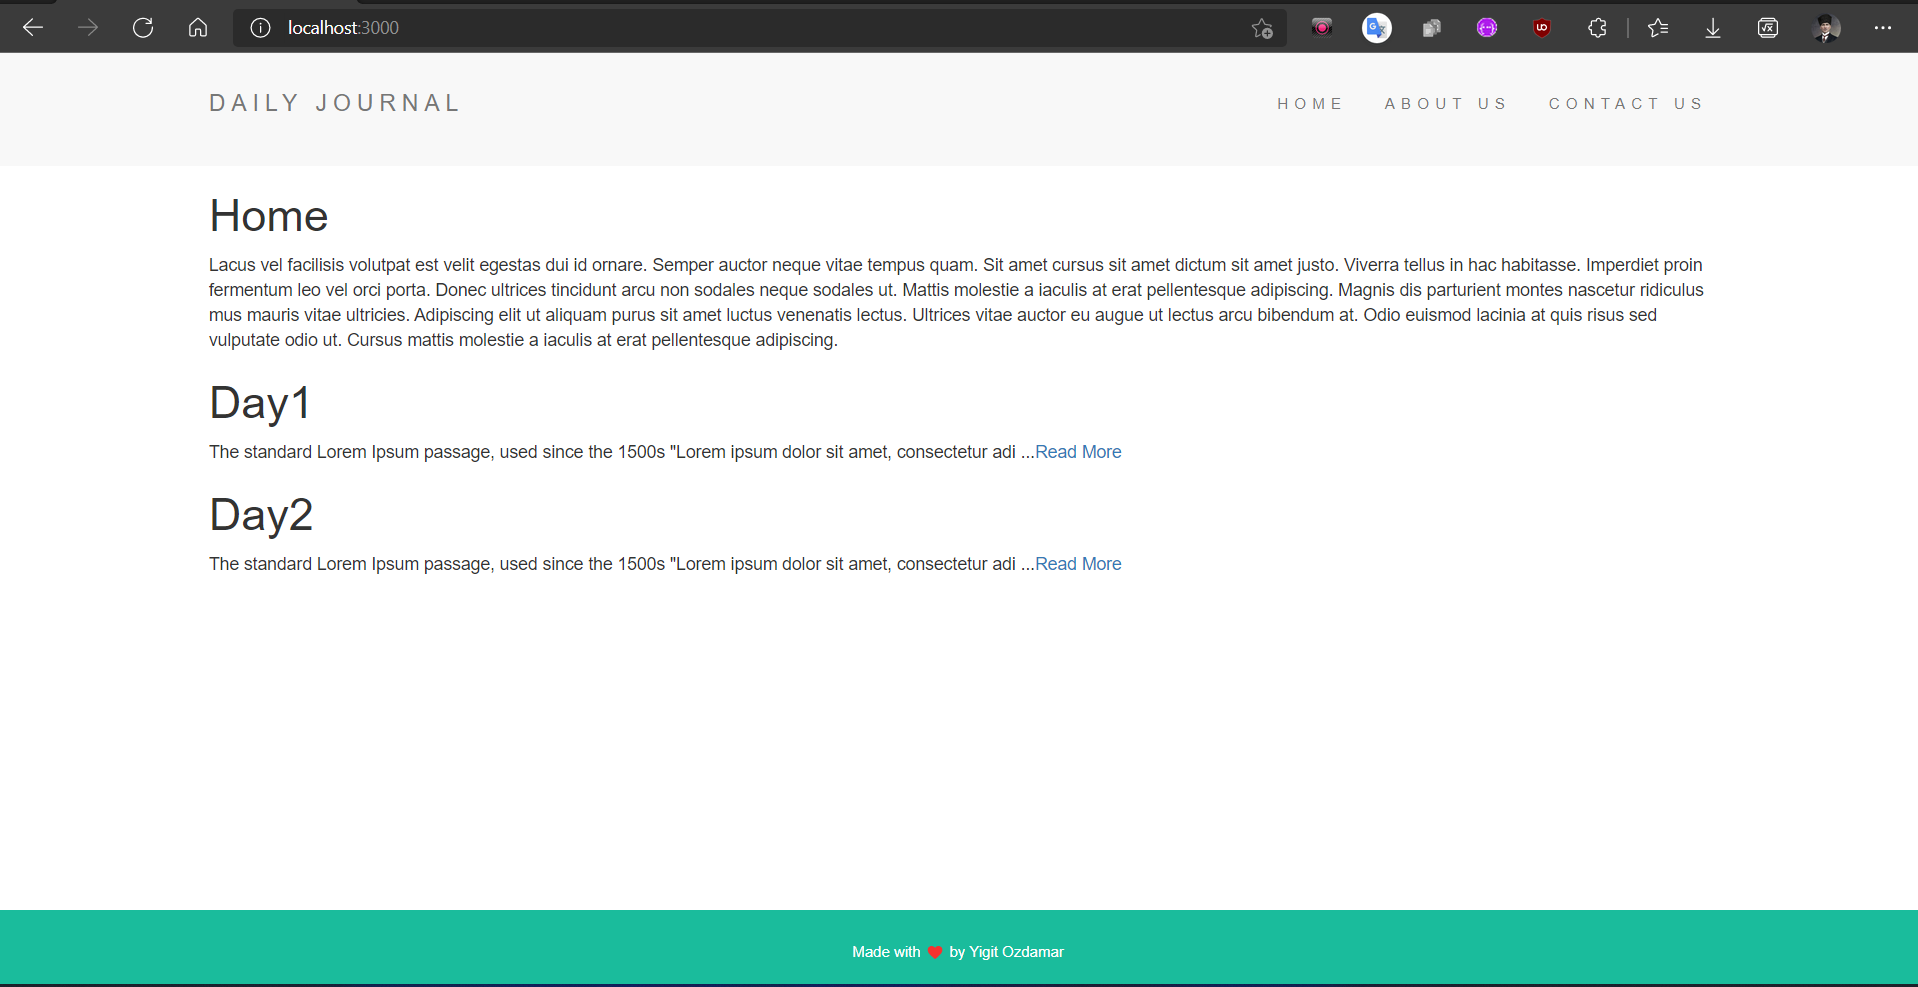 localhost:3000
DAILY JOURNAL
HOME ABOUT US CONTACT US
Home
Lacus vel facilisis volutpat est velit egestas dui id ornare. Semper auctor neque vitae tempus quam. Sit amet cursus sit amet dictum sit amet justo. Viverra tellus in hac habitasse. Imperdiet proin
fermentum leo vel orci porta. Donec ultrices tincidunt arcu non sodales neque sodales ut. Mattis molestie a iaculis at erat pellentesque adipiscing. Magnis dis parturient montes nascetur ridiculus
mus mauris vitae ultricies. Adipiscing elit ut aliquam purus sit amet luctus venenatis lectus. Ultrices vitae auctor eu augue ut lectus arcu bibendum at. Odio euismod lacinia at quis risus sed
vulputate odio ut. Cursus mattis molestie a iaculis at erat pellentesque adipiscing.
Day1
The standard Lorem Ipsum passage, used since the 1500s "Lorem ipsum dolor sit amet, consectetur adi ...Read More
Day2
The standard Lorem Ipsum passage, used since the 1500s "Lorem ipsum dolor sit amet, consectetur adi ...Read More
Made with ❤ by Yigit Ozdamar